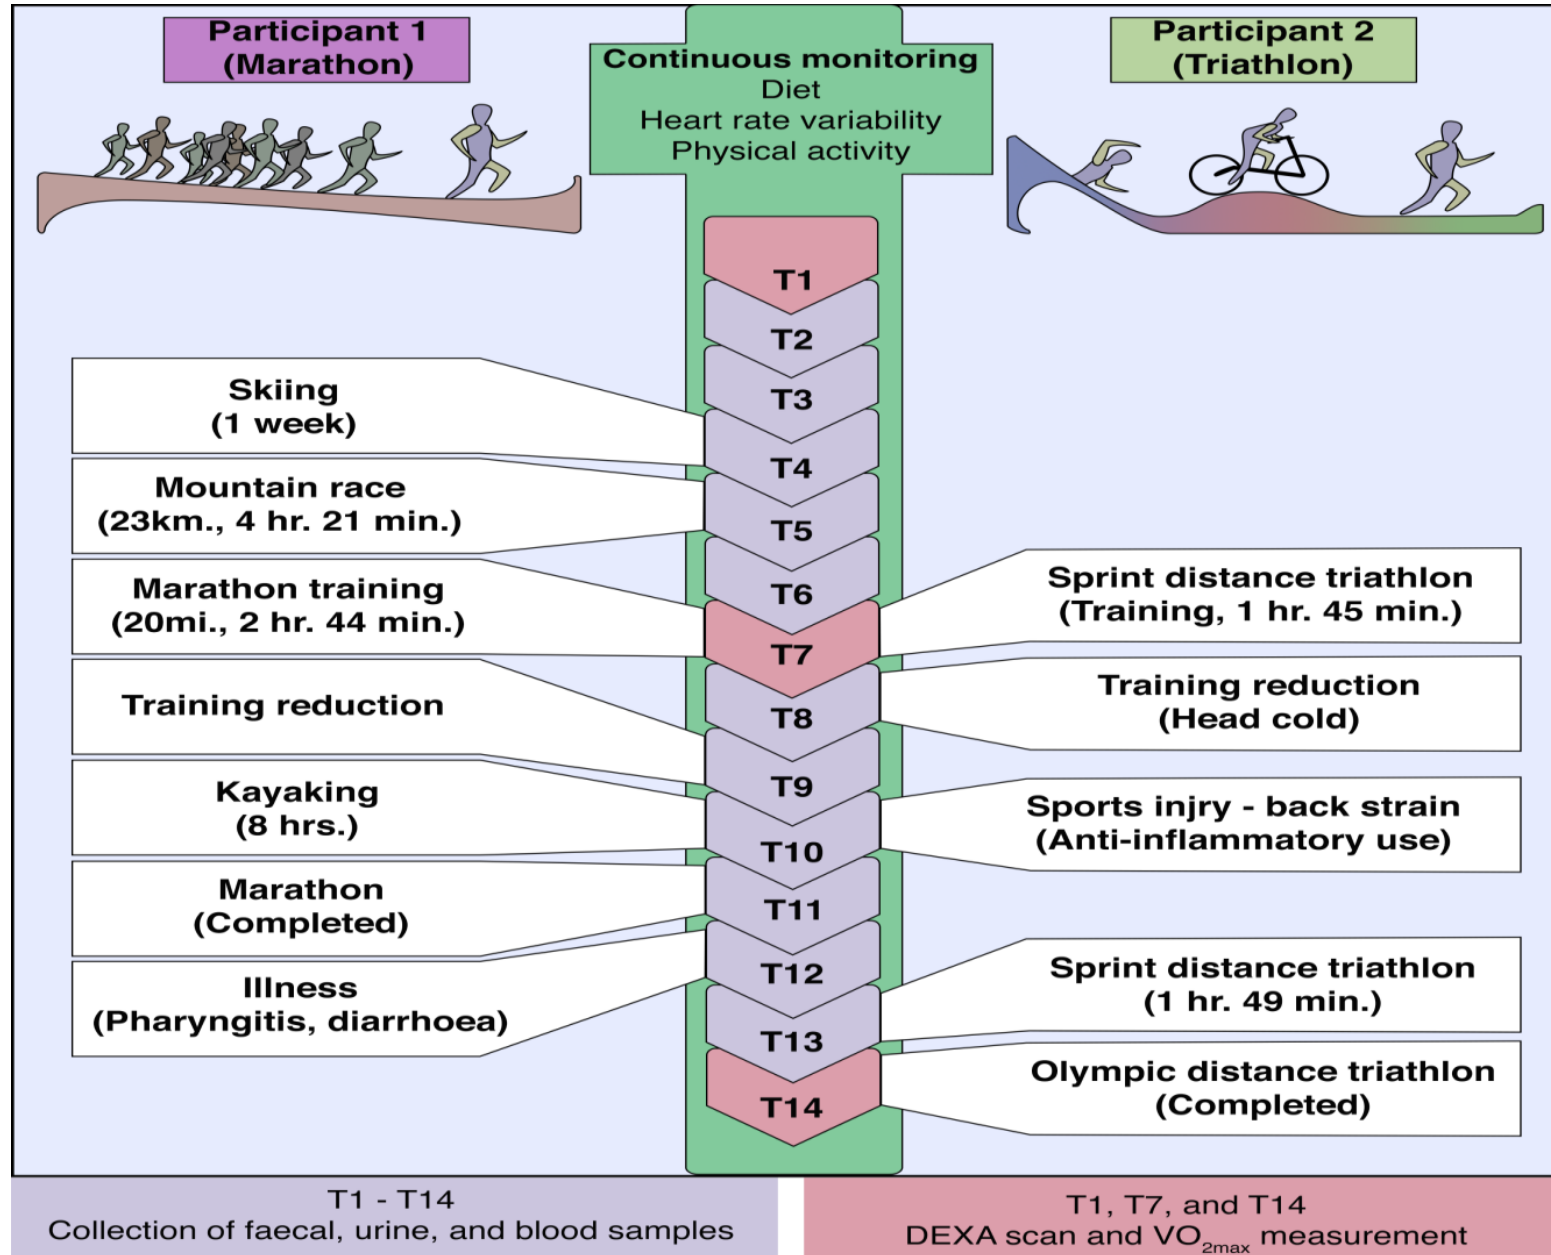 Participant 1
(Marathon)
Continuous monitoring
Diet
Heart rate variability
Physical activity
Participant 2
(Triathlon)
T1
T2
T3
T4
T5
T6
T7
T8
T9
T10
T11
T12
T13
T14
Skiing
(1 week)
Mountain race
(23km., 4 hr. 21 min.)
Marathon training
(20mi., 2 hr. 44 min.)
Training reduction
Kayaking
(8 hrs.)
Marathon
(Completed)
Illness
(Pharyngitis, diarrhoea)
Sprint distance triathlon
(Training, 1 hr. 45 min.)
Training reduction
(Head cold)
Sports injry - back strain
(Anti-inflammatory use)
Sprint distance triathlon
(1 hr. 49 min.)
Olympic distance triathlon
(Completed)
T1 - T14
Collection of faecal, urine, and blood samples
T1, T7, and T14
DEXA scan and VO2max measurement